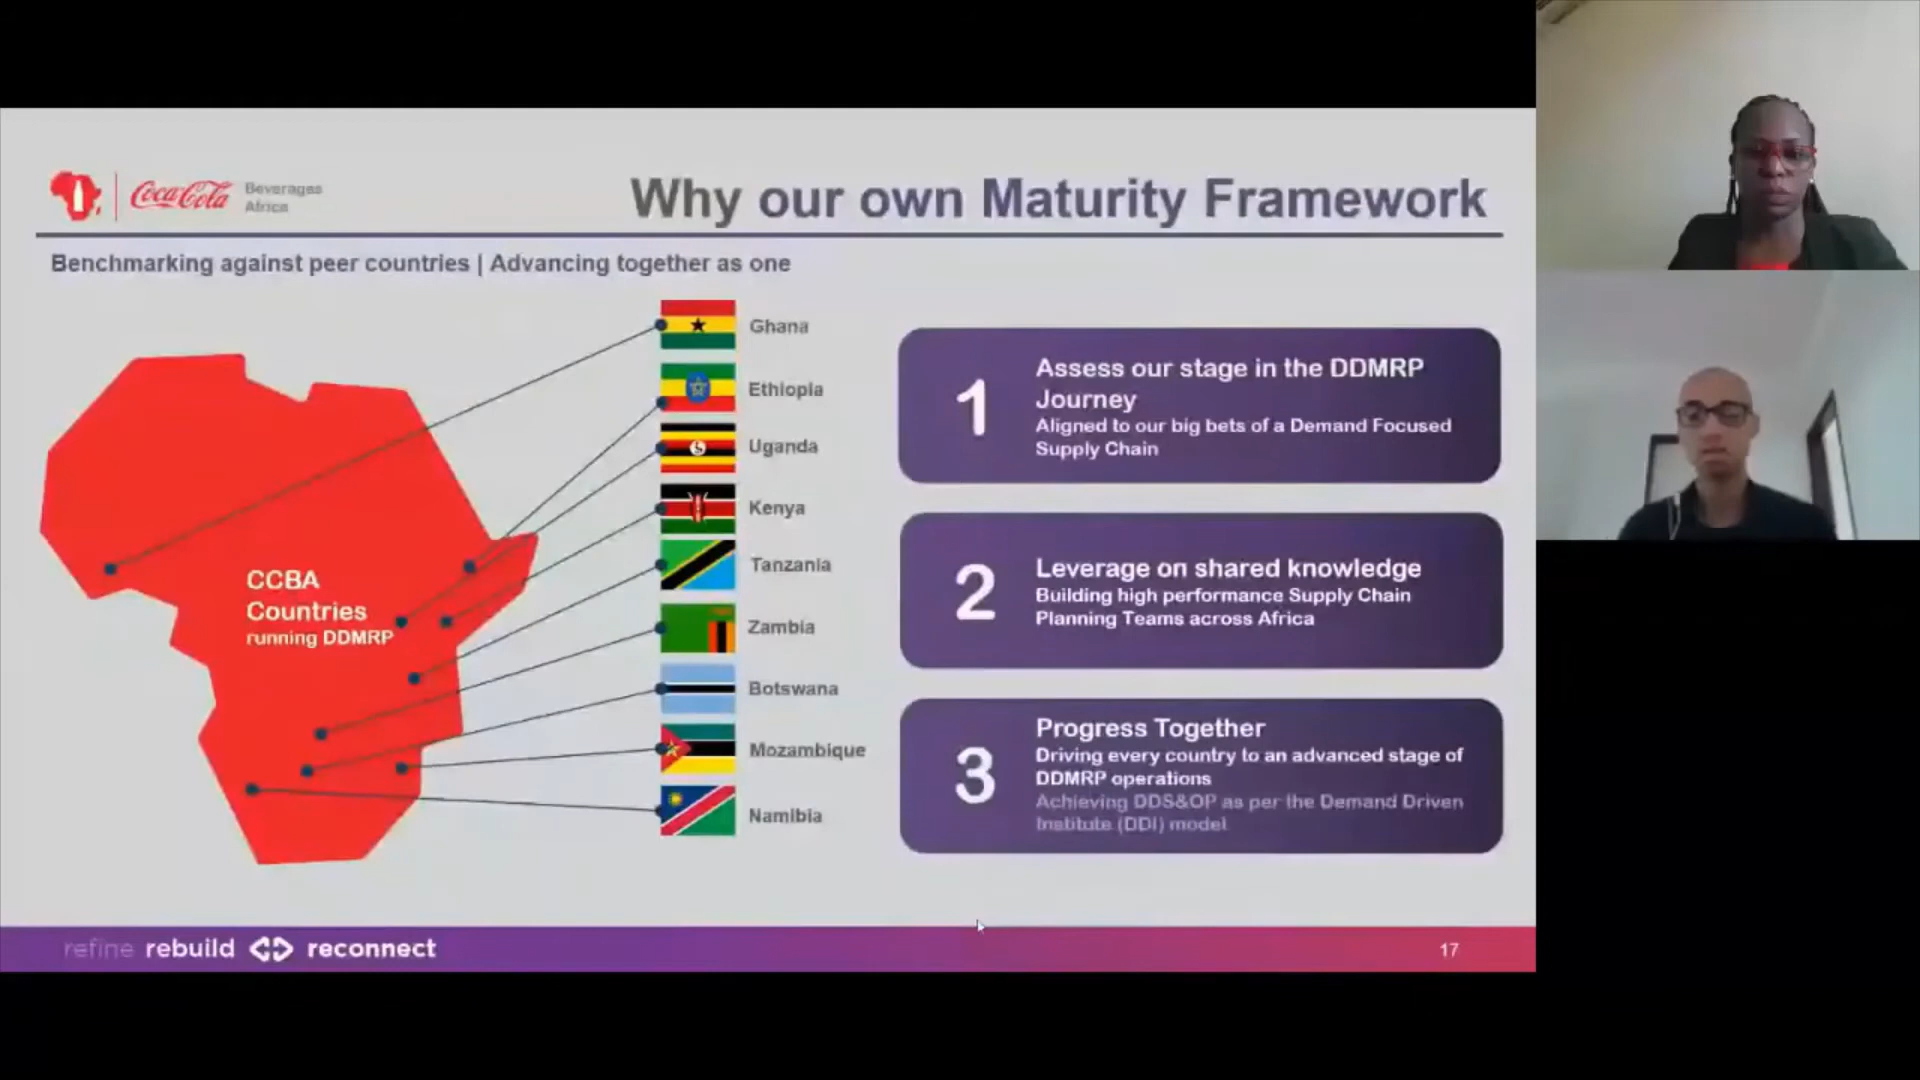 Coca-Cola
Beverages
Africa
Why our own Maturity Framework
Benchmarking against peer countries | Advancing together as one
Ghana
Ethiopia
Uganda
Kenya
Tanzania
Zambia
Botswana
Mozambique
Namibia
CCBA
Countries
running DDMRP
1
Assess our stage in the DDMRP
Journey
Aligned to our big bets of a Demand Focused
Supply Chain
2
Leverage on shared knowledge
Building high performance Supply Chain
Planning Teams across Africa
3
Progress Together
Driving every country to an advanced stage of
DDMRP operations
Achieving DDS&OP as per the Demand Driven
Institute (DDI) model
refine rebuild reconnect
17